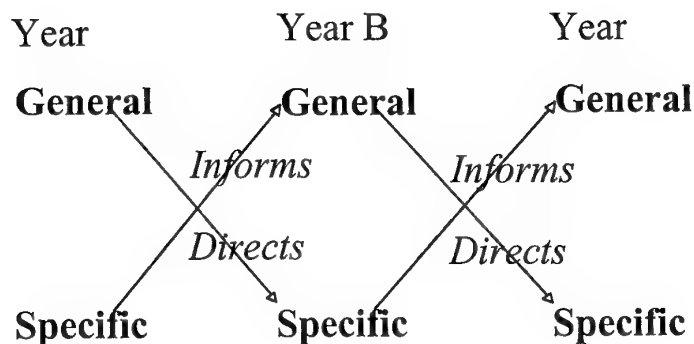 Year Year B Year
General General General
Informs Informs
Directs Directs
Specific Specific Specific